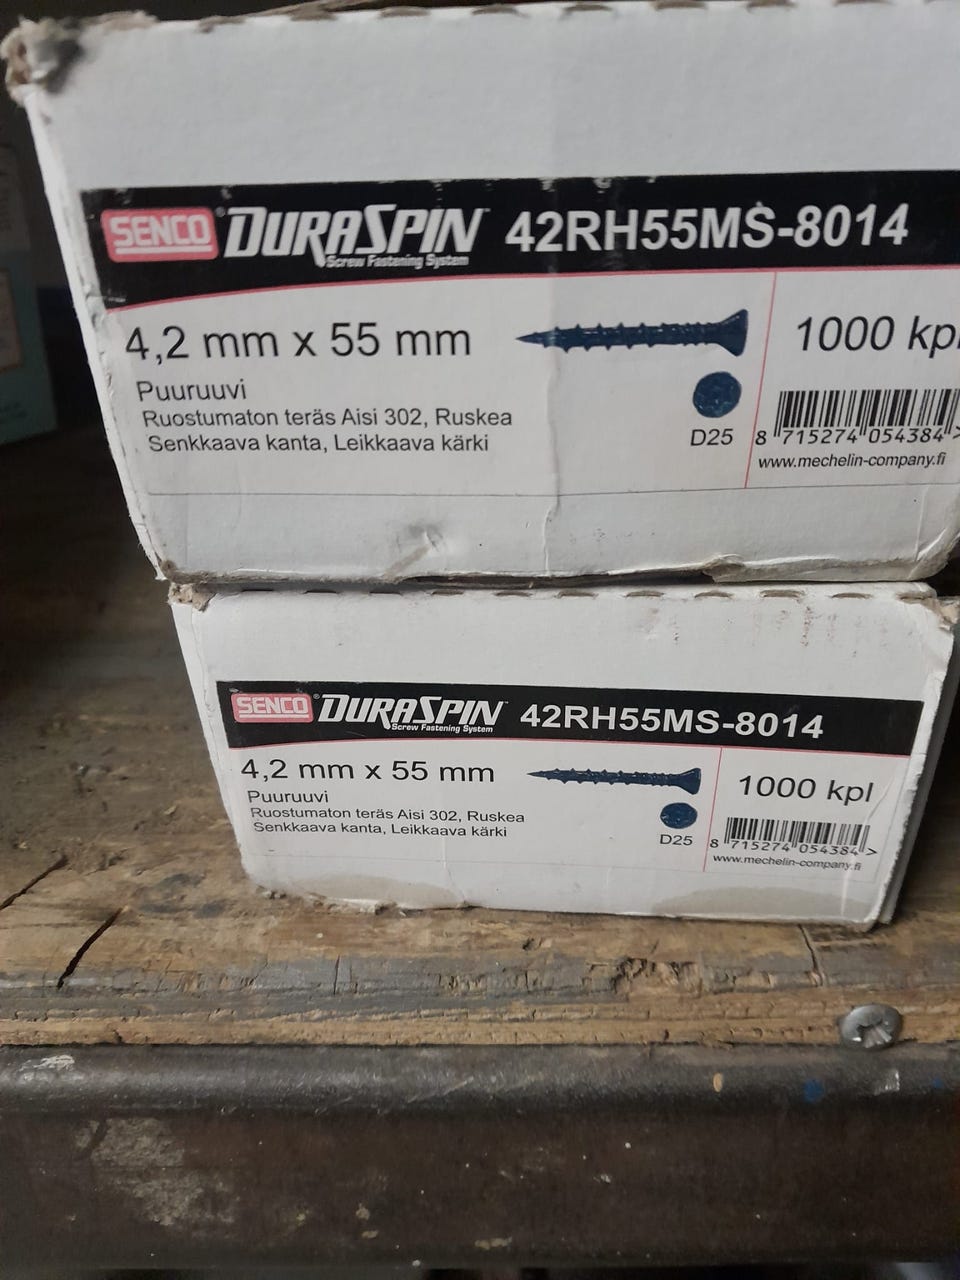 SENCO® DURASPIN™ 42RH55MS-8014
Screw Fastening System
4,2 mm x 55 mm
1000 kpl
Puuruuvi
Ruostumaton teräs Aisi 302, Ruskea
Senkkaava kanta, Leikkaava kärki
D25
8 715274 054384 >
www.mechelin-company.fi
SENCO® DURASPIN™ 42RH55MS-8014
Screw Fastening System
4,2 mm x 55 mm
1000 kpl
Puuruuvi
Ruostumaton teräs Aisi 302, Ruskea
Senkkaava kanta, Leikkaava kärki
D25
8 715274 054384 >
www.mechelin-company.fi